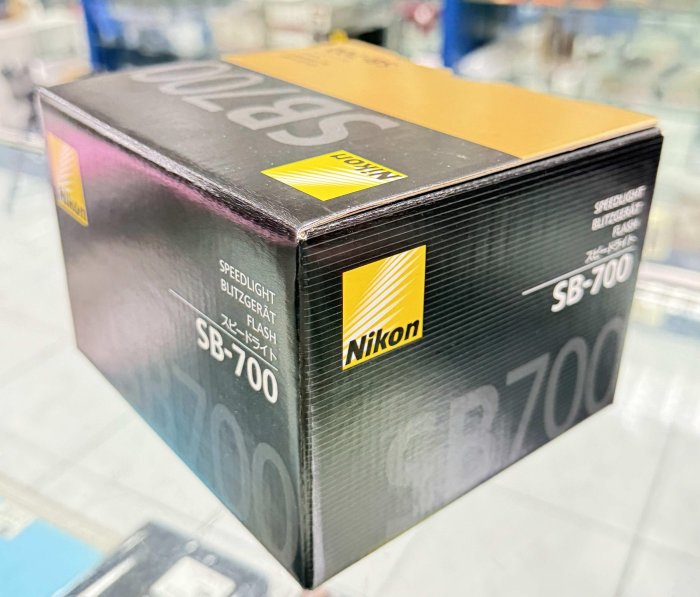 SB700
Nikon
Nikon
SPEEDLIGHT
BLITZGERÄT
FLASH
スピードライト
SB-700
SB700
Nikon
SPEEDLIGHT
BLITZGERÄT
FLASH
スピードライト
SB-700
SB700